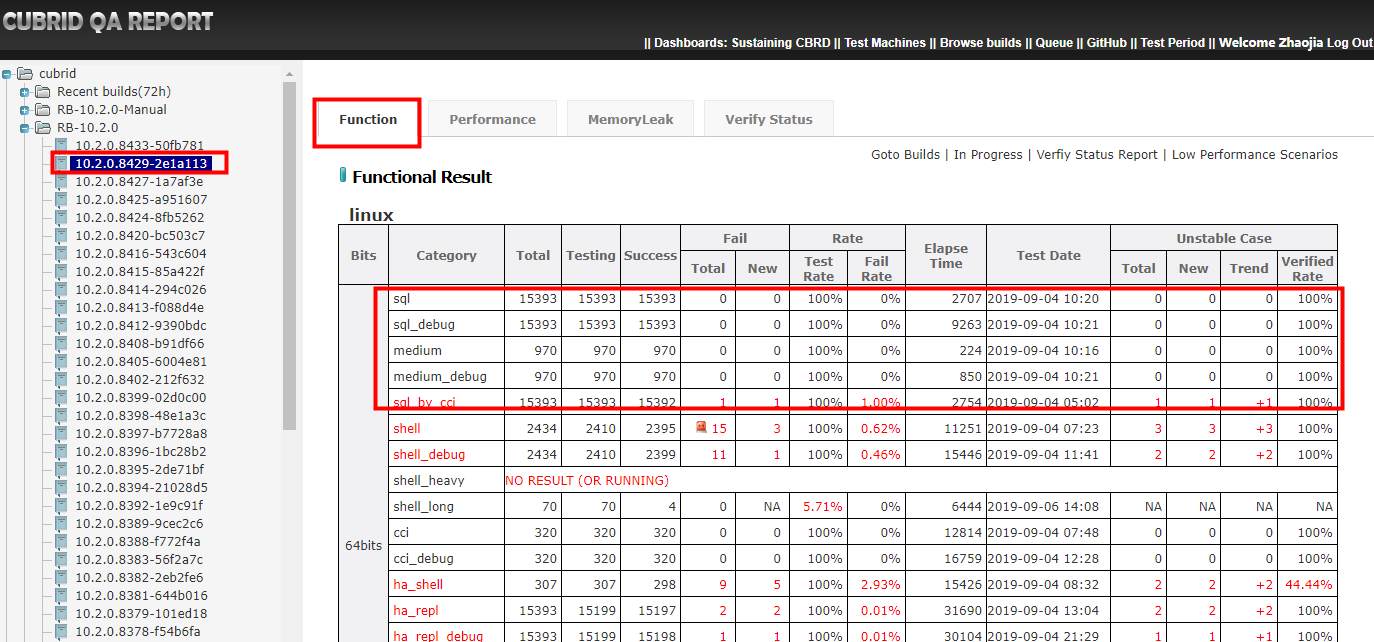 CUBRID QA REPORT
|| Dashboards: Sustaining CBRD || Test Machines || Browse builds || Queue || GitHub || Test Period || Welcome Zhaojia Log Out
cubrid
Recent builds(72h)
RB-10.2.0-Manual
RB-10.2.0
10.2.0.8433-50fb781
10.2.0.8429-2e1a113
10.2.0.8427-1a7af3e
10.2.0.8425-a951607
10.2.0.8424-8fb5262
10.2.0.8420-bc503c7
10.2.0.8416-543c604
10.2.0.8415-85a422f
10.2.0.8414-294c026
10.2.0.8413-f088d4e
10.2.0.8412-9390bdc
10.2.0.8408-b91df66
10.2.0.8405-6004e81
10.2.0.8402-212f632
10.2.0.8399-02d0c00
10.2.0.8398-48e1a3c
10.2.0.8397-b7728a8
10.2.0.8396-1bc28b2
10.2.0.8395-2de71bf
10.2.0.8394-21028d5
10.2.0.8392-1e9c91f
10.2.0.8389-9cec2c6
10.2.0.8388-f772f4a
10.2.0.8383-56f2a7c
10.2.0.8382-2eb2fe6
10.2.0.8381-644b016
10.2.0.8379-101ed18
10.2.0.8378-f54b6fa
Function Performance MemoryLeak Verify Status
Goto Builds | In Progress | Verfiy Status Report | Low Performance Scenarios
Functional Result
linux
Bits Category Total Testing Success Fail Rate Elapse Time Test Date Unstable Case
Total New Test Rate Fail Rate Total New Trend Verified Rate
64bits
sql 15393 15393 15393 0 0 100% 0% 2707 2019-09-04 10:20 0 0 0 100%
sql_debug 15393 15393 15393 0 0 100% 0% 9263 2019-09-04 10:21 0 0 0 100%
medium 970 970 970 0 0 100% 0% 224 2019-09-04 10:16 0 0 0 100%
medium_debug 970 970 970 0 0 100% 0% 850 2019-09-04 10:21 0 0 0 100%
sql_by_cci 15393 15393 15392 1 1 100% 1.00% 2754 2019-09-04 05:02 1 1 +1 100%
shell 2434 2410 2395 15 3 100% 0.62% 11251 2019-09-04 07:23 3 3 +3 100%
shell_debug 2434 2410 2399 11 1 100% 0.46% 15446 2019-09-04 11:41 2 2 +2 100%
shell_heavy NO RESULT (OR RUNNING)
shell_long 70 70 4 0 NA 5.71% 0% 6444 2019-09-06 14:08 NA NA NA NA
cci 320 320 320 0 0 100% 0% 12814 2019-09-04 07:48 0 0 0 100%
cci_debug 320 320 320 0 0 100% 0% 16759 2019-09-04 12:28 0 0 0 100%
ha_shell 307 307 298 9 5 100% 2.93% 15426 2019-09-04 08:32 2 2 +2 44.44%
ha_repl 15393 15199 15197 2 2 100% 0.01% 31690 2019-09-04 13:04 2 2 +2 100%
ha_repl_debug 15393 15199 15198 1 1 100% 0.01% 30104 2019-09-04 21:29 1 1 +1 100%